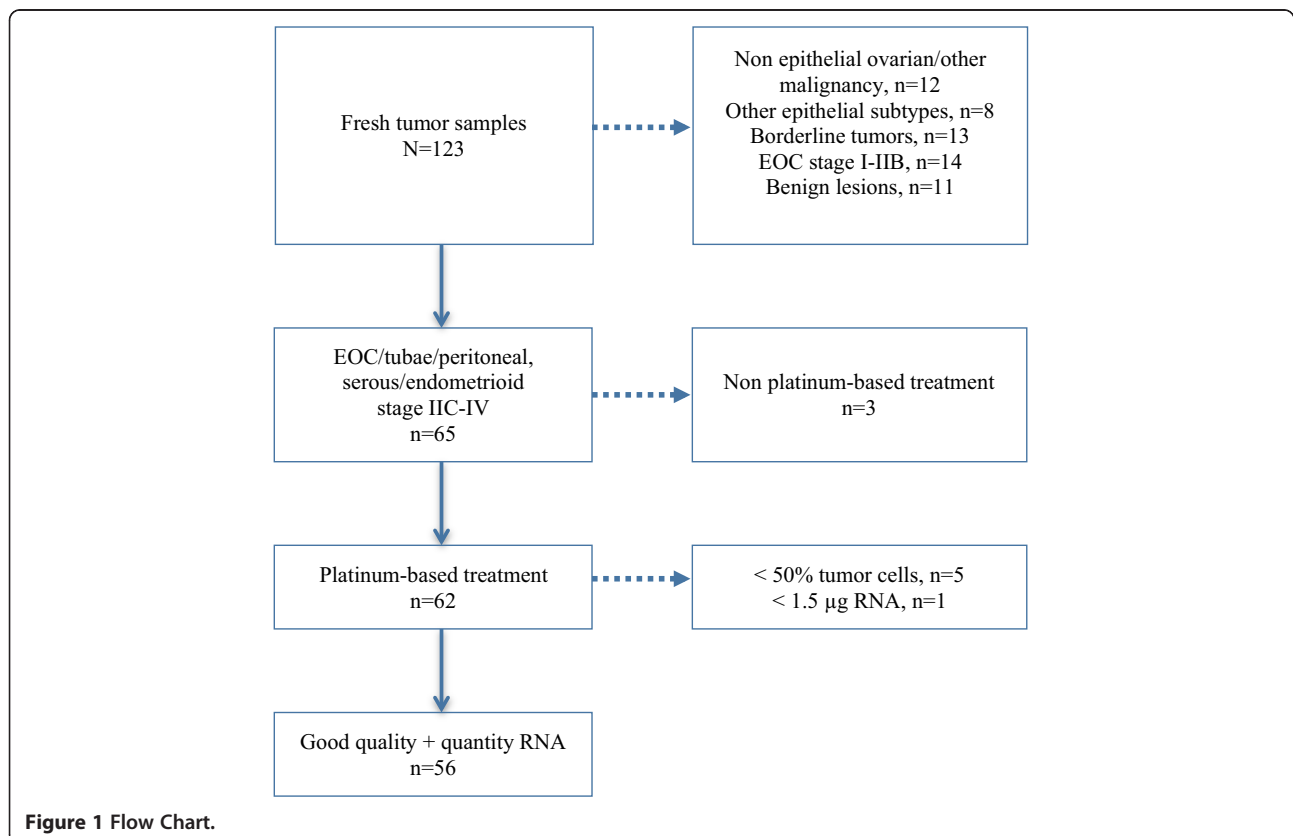 Fresh tumor samples
N=123
Non epithelial ovarian/other
malignancy, n=12
Other epithelial subtypes, n=8
Borderline tumors, n=13
EOC stage I-IIB, n=14
Benign lesions, n=11
EOC/tubae/peritoneal,
serous/endometrioid
stage IIC-IV
n=65
Non platinum-based treatment
n=3
Platinum-based treatment
n=62
< 50% tumor cells, n=5
< 1.5 µg RNA, n=1
Good quality + quantity RNA
n=56
Figure 1 Flow Chart.